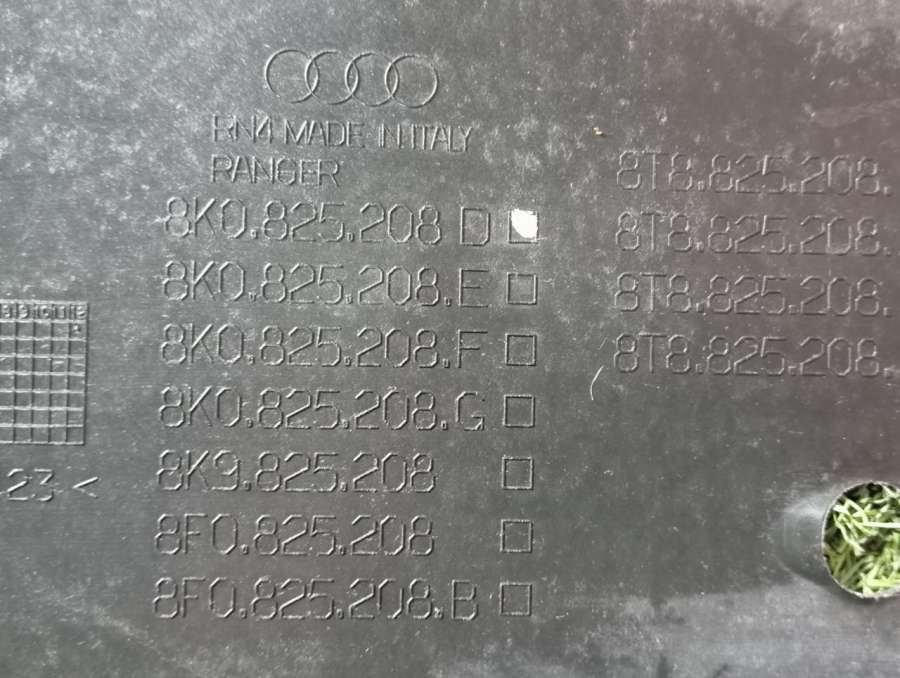 RN4 MADE IN ITALY
RANGER
8K0.825.208 D
8K0.825.208.E
8K0.825.208.F
8K0.825.208.G
8K9.825.208
8F0.825.208
8F0.825.208.B
8T8.825.208.
8T8.825.208.
8T8.825.208.
8T8.825.208.
23 <